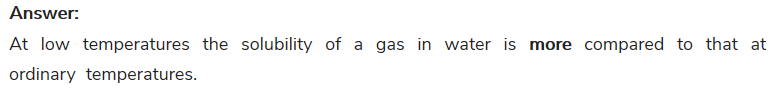 Answer:
At low temperatures the solubility of a gas in water is more compared to that at
ordinary temperatures.